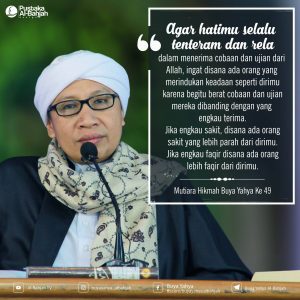 Pustaka
Al-Bahjah
Agar hatimu selalu
tenteram dan rela
dalam menerima cobaan dan ujian dari
Allah, ingat disana ada orang yang
merindukan keadaan seperti dirimu
karena begitu berat cobaan dan ujian
mereka dibanding dengan yang
engkau terima.
Jika engkau sakit, disana ada orang
sakit yang lebih parah dari dirimu.
Jika engkau faqir disana ada orang
lebih faqir dari dirimu.
Mutiara Hikmah Buya Yahya Ke 49
Buya Yahya